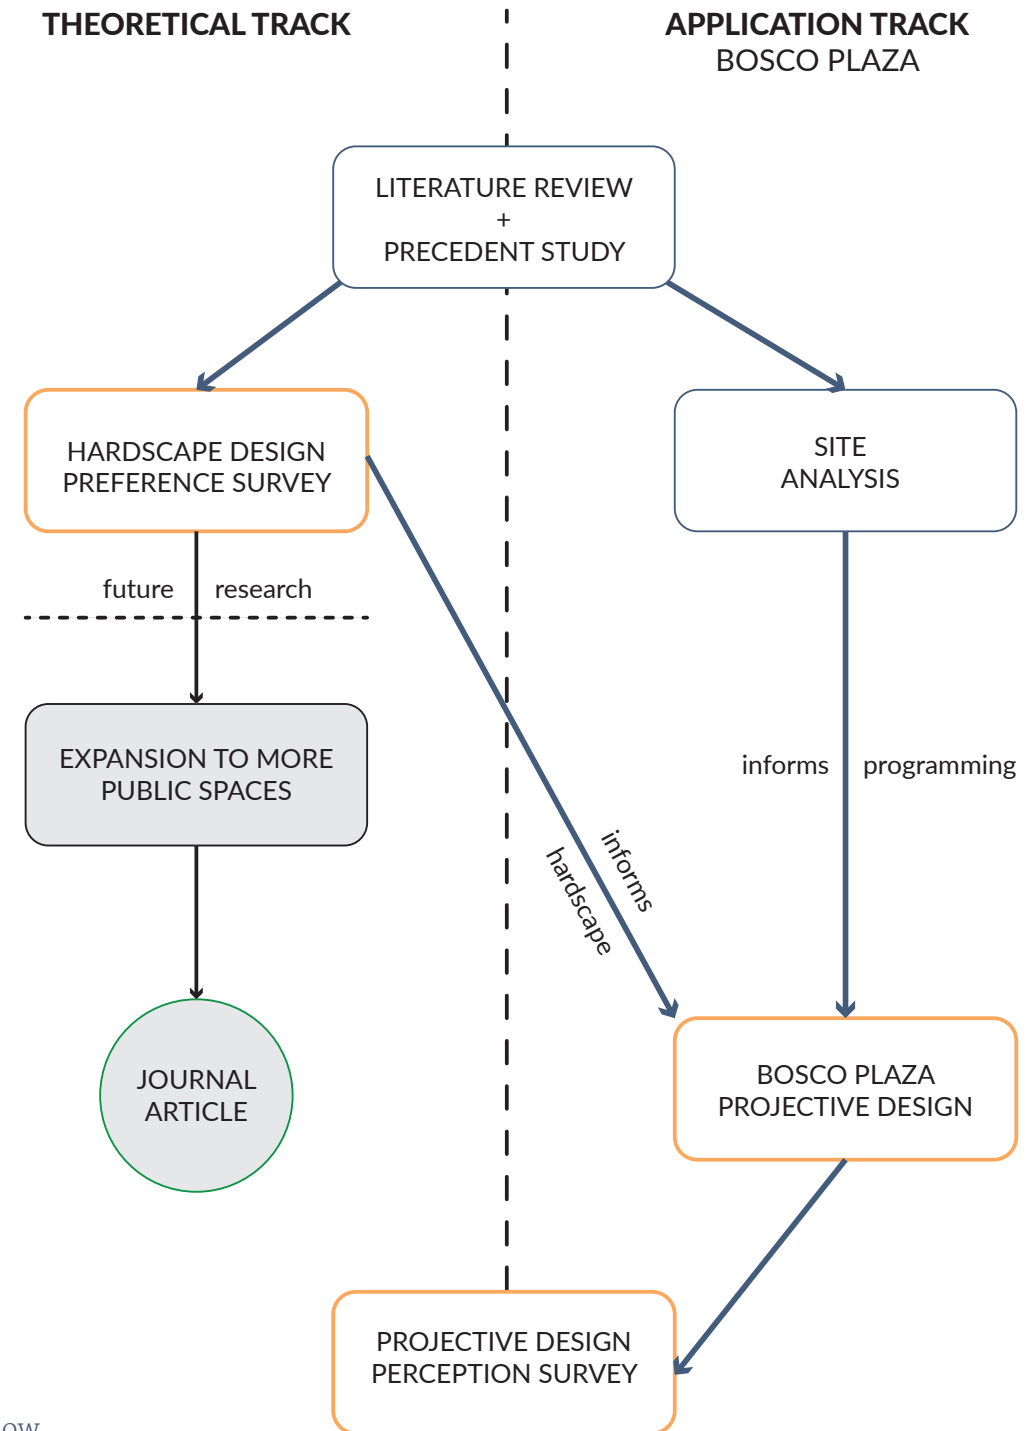 THEORETICAL TRACK
APPLICATION TRACK
BOSCO PLAZA
LITERATURE REVIEW
+
PRECEDENT STUDY
HARDSCAPE DESIGN
PREFERENCE SURVEY
SITE
ANALYSIS
future research
EXPANSION TO MORE
PUBLIC SPACES
informs programming
informs
hardscape
JOURNAL
ARTICLE
BOSCO PLAZA
PROJECTIVE DESIGN
PROJECTIVE DESIGN
PERCEPTION SURVEY